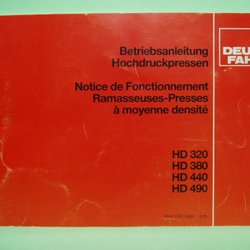 Betriebsanleitung
Hochdruckpressen
DEU
FAH
Notice de Fonctionnement
Ramasseuses-Presses
à moyenne densité
HD 320
HD 380
HD 440
HD 490